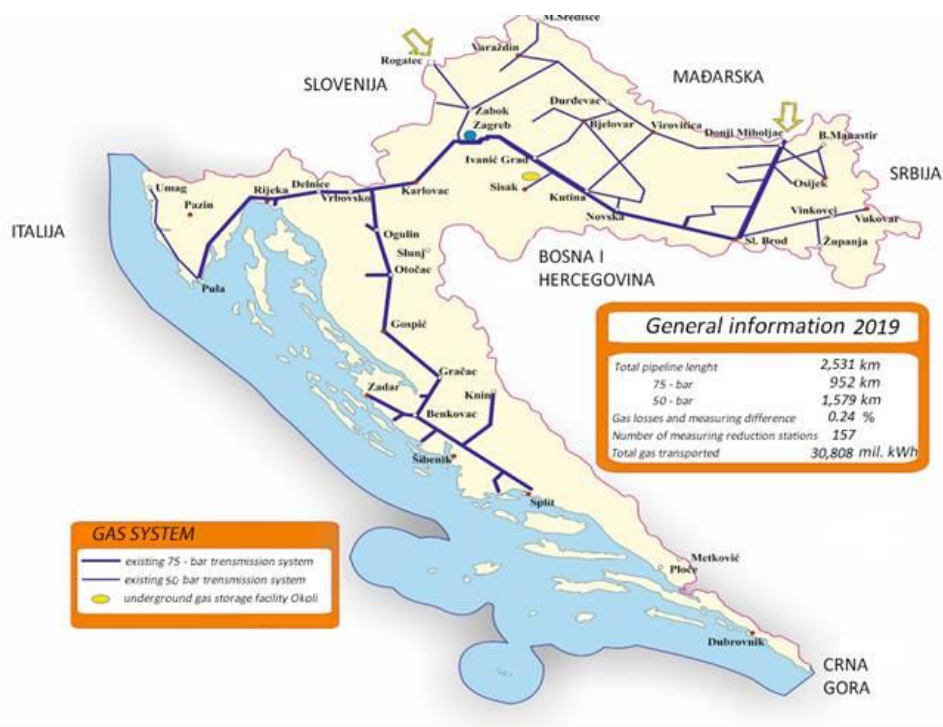 M.Središće
Varaždin
Rogatec
SLOVENIJA
MAĐARSKA
Zabok
Zagreb
Đurđevac
Bjelovar
Virovitica
Donji Miholjac
B.Manastir
Ivanić Grad
Sisak
Kutina
Novska
Osijek
SRBIJA
Vinkovci
Vukovar
Sl. Brod
Županja
Umag
Pazin
Rijeka
Delnice
Vrbovsko
Karlovac
ITALIJA
Pula
Ogulin
Slunj
Otočac
BOSNA I
HERCEGOVINA
Gospić
Gračac
Zadar
Knin
Benkovac
Šibenik
Split
Metković
Ploče
Dubrovnik
CRNA
GORA
General information 2019
Total pipeline lenght 2,531 km
75 - bar 952 km
50 - bar 1,579 km
Gas losses and measuring difference 0.24 %
Number of measuring reduction stations 157
Total gas transported 30,808 mil. kWh
GAS SYSTEM
existing 75 - bar trensmission system
existing 50 - bar trensmission system
underground gas storage facility Okoli